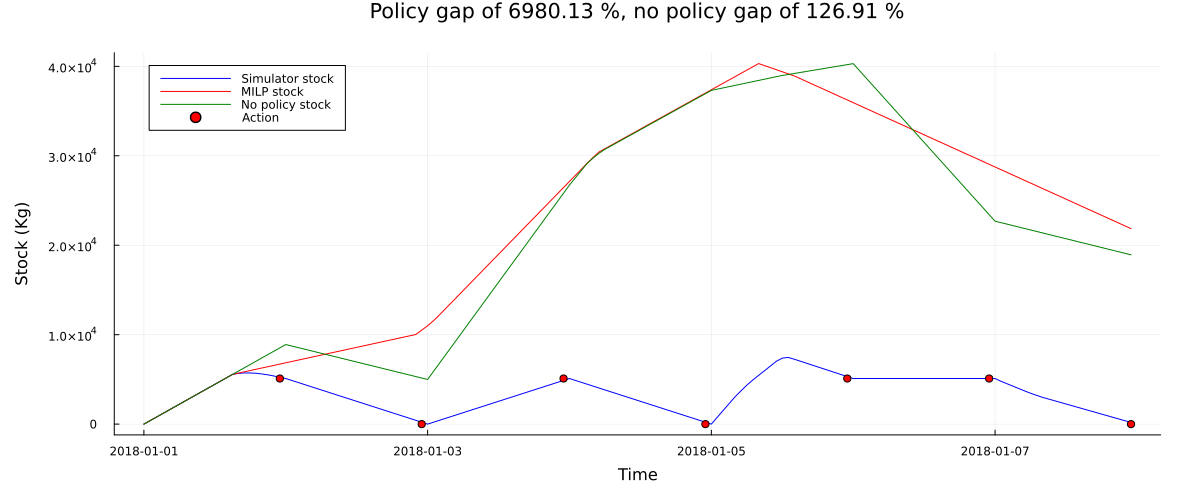 Policy gap of 6980.13 %, no policy gap of 126.91 %
Simulator stock
MILP stock
No policy stock
Action
4.0×10⁴
3.0×10⁴
2.0×10⁴
1.0×10⁴
0
Stock (Kg)
2018-01-01 2018-01-03 2018-01-05 2018-01-07
Time